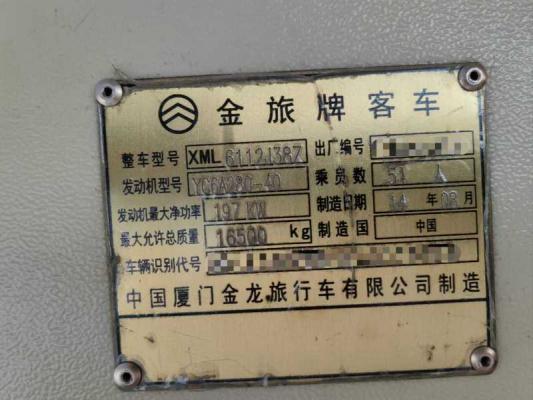 金旅牌客车
整车型号 XML6112J38Z 出厂编号
发动机型号 YC6A280-40 乘员数 51 人
发动机最大净功率 197 KW 制造日期 14 年 08 月
最大允许总质量 16500 kg 制造国 中国
车辆识别代号
中国厦门金龙旅行车有限公司制造